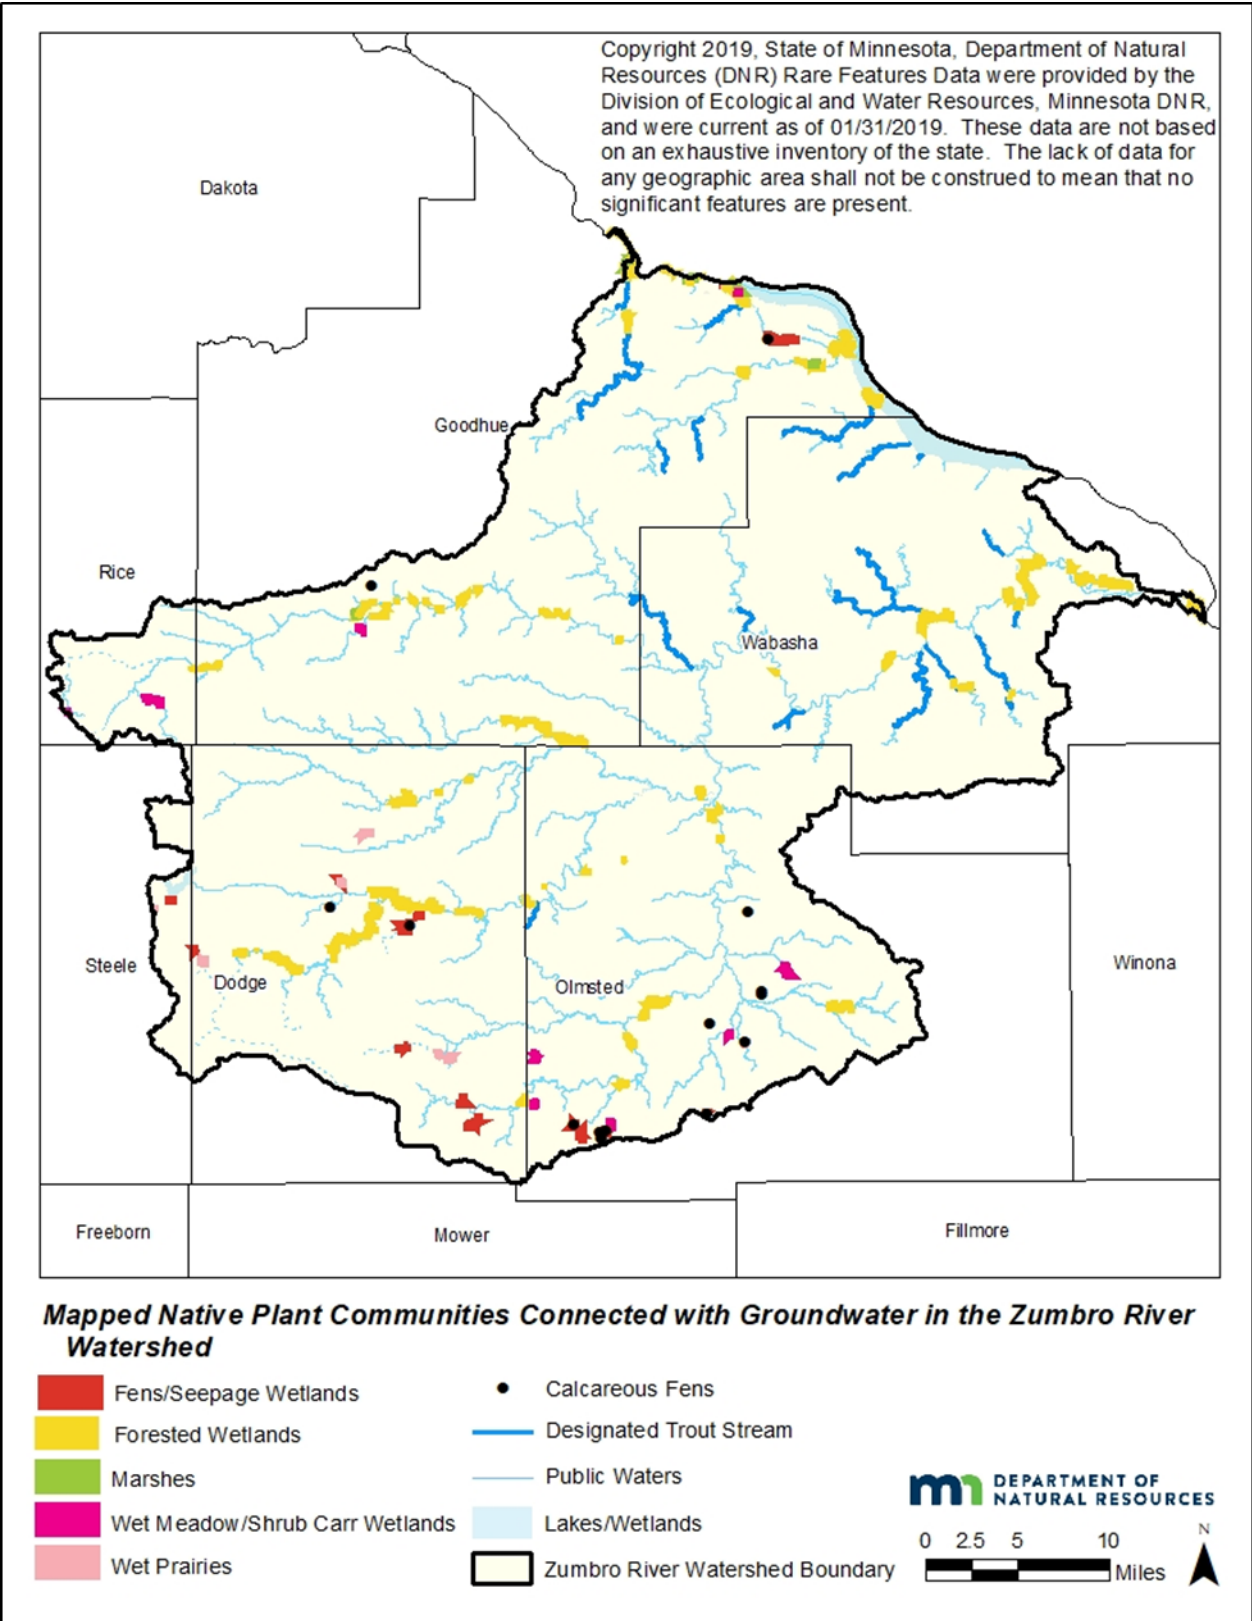 Copyright 2019, State of Minnesota, Department of Natural
Resources (DNR) Rare Features Data were provided by the
Division of Ecological and Water Resources, Minnesota DNR,
and were current as of 01/31/2019. These data are not based
on an exhaustive inventory of the state. The lack of data for
any geographic area shall not be construed to mean that no
significant features are present.
Dakota
Goodhue
Rice
Wabasha
Steele
Dodge
Olmsted
Winona
Freeborn
Mower
Fillmore
Mapped Native Plant Communities Connected with Groundwater in the Zumbro River
Watershed
Fens/Seepage Wetlands
Forested Wetlands
Marshes
Wet Meadow/Shrub Carr Wetlands
Wet Prairies
Calcareous Fens
Designated Trout Stream
Public Waters
Lakes/Wetlands
Zumbro River Watershed Boundary
mn DEPARTMENT OF
NATURAL RESOURCES
0 2.5 5 10
Miles
N